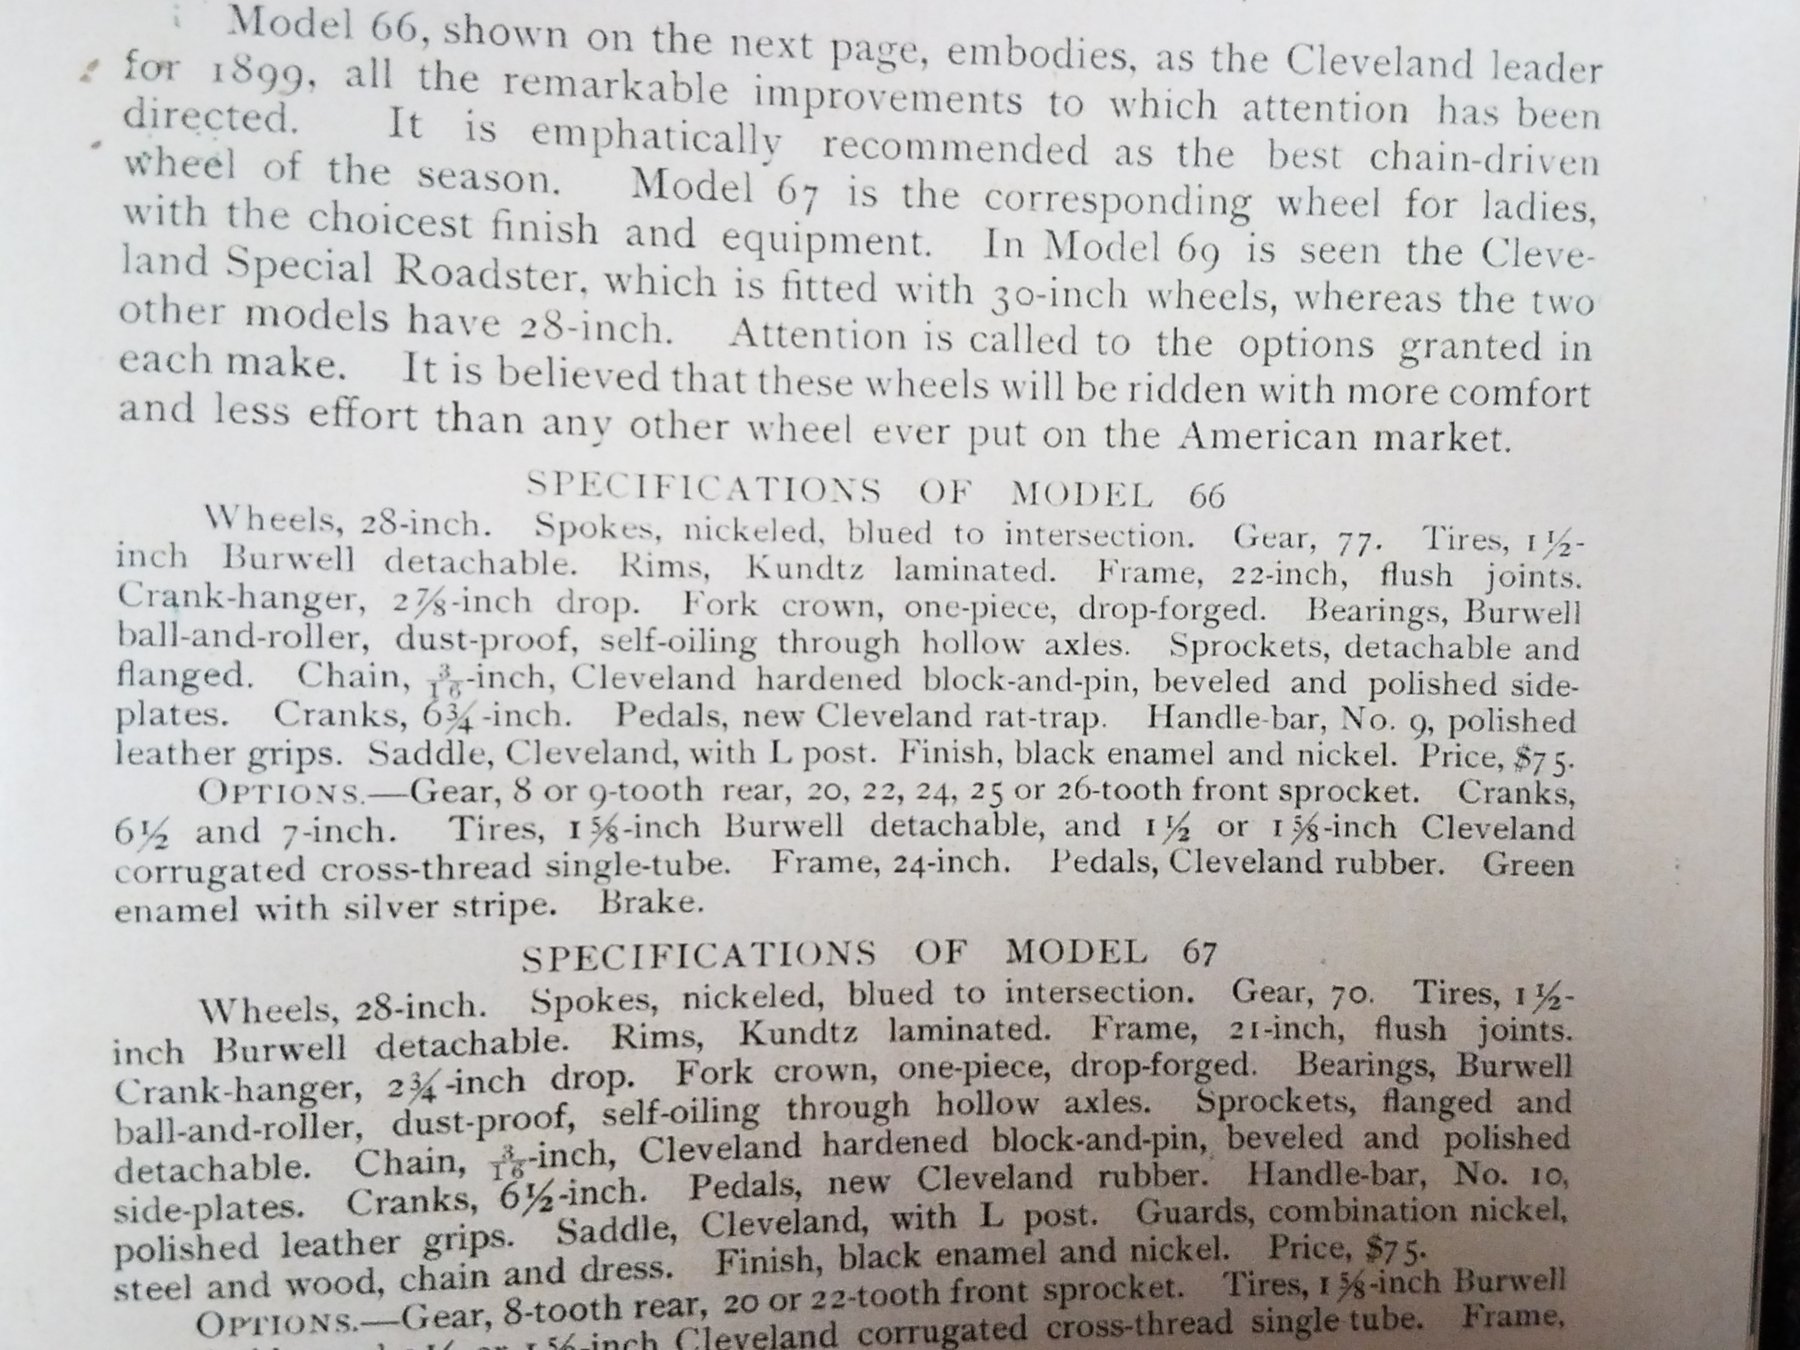 Model 66, shown on the next page, embodies, as the Cleveland leader
for 1899, all the remarkable improvements to which attention has been
directed. It is emphatically recommended as the best chain-driven
wheel of the season. Model 67 is the corresponding wheel for ladies,
with the choicest finish and equipment. In Model 69 is seen the Cleve-
land Special Roadster, which is fitted with 30-inch wheels, whereas the two
other models have 28-inch. Attention is called to the options granted in
each make. It is believed that these wheels will be ridden with more comfort
and less effort than any other wheel ever put on the American market.
SPECIFICATIONS OF MODEL 66
Wheels, 28-inch. Spokes, nickeled, blued to intersection. Gear, 77. Tires, 1½-
inch Burwell detachable. Rims, Kundtz laminated. Frame, 22-inch, flush joints.
Crank-hanger, 2⅞-inch drop. Fork crown, one-piece, drop-forged. Bearings, Burwell
ball-and-roller, dust-proof, self-oiling through hollow axles. Sprockets, detachable and
flanged. Chain, 3/16-inch, Cleveland hardened block-and-pin, beveled and polished side-
plates. Cranks, 6¾-inch. Pedals, new Cleveland rat-trap. Handle-bar, No. 9, polished
leather grips. Saddle, Cleveland, with L post. Finish, black enamel and nickel. Price, $75.
OPTIONS.—Gear, 8 or 9-tooth rear, 20, 22, 24, 25 or 26-tooth front sprocket. Cranks,
6½ and 7-inch. Tires, 1⅝-inch Burwell detachable, and 1½ or 1⅝-inch Cleveland
corrugated cross-thread single-tube. Frame, 24-inch. Pedals, Cleveland rubber. Green
enamel with silver stripe. Brake.
SPECIFICATIONS OF MODEL 67
Wheels, 28-inch. Spokes, nickeled, blued to intersection. Gear, 70. Tires, 1½-
inch Burwell detachable. Rims, Kundtz laminated. Frame, 21-inch, flush joints.
Crank-hanger, 2¾-inch drop. Fork crown, one-piece, drop-forged. Bearings, Burwell
ball-and-roller, dust-proof, self-oiling through hollow axles. Sprockets, flanged and
detachable. Chain, 3/16-inch, Cleveland hardened block-and-pin, beveled and polished
side-plates. Cranks, 6½-inch. Pedals, new Cleveland rubber. Handle-bar, No. 10,
polished leather grips. Saddle, Cleveland, with L post. Guards, combination nickel,
steel and wood, chain and dress. Finish, black enamel and nickel. Price, $75.
OPTIONS.—Gear, 8-tooth rear, 20 or 22-tooth front sprocket. Tires, 1⅝-inch Burwell
or 1⅝-inch Cleveland corrugated cross-thread single tube. Frame,